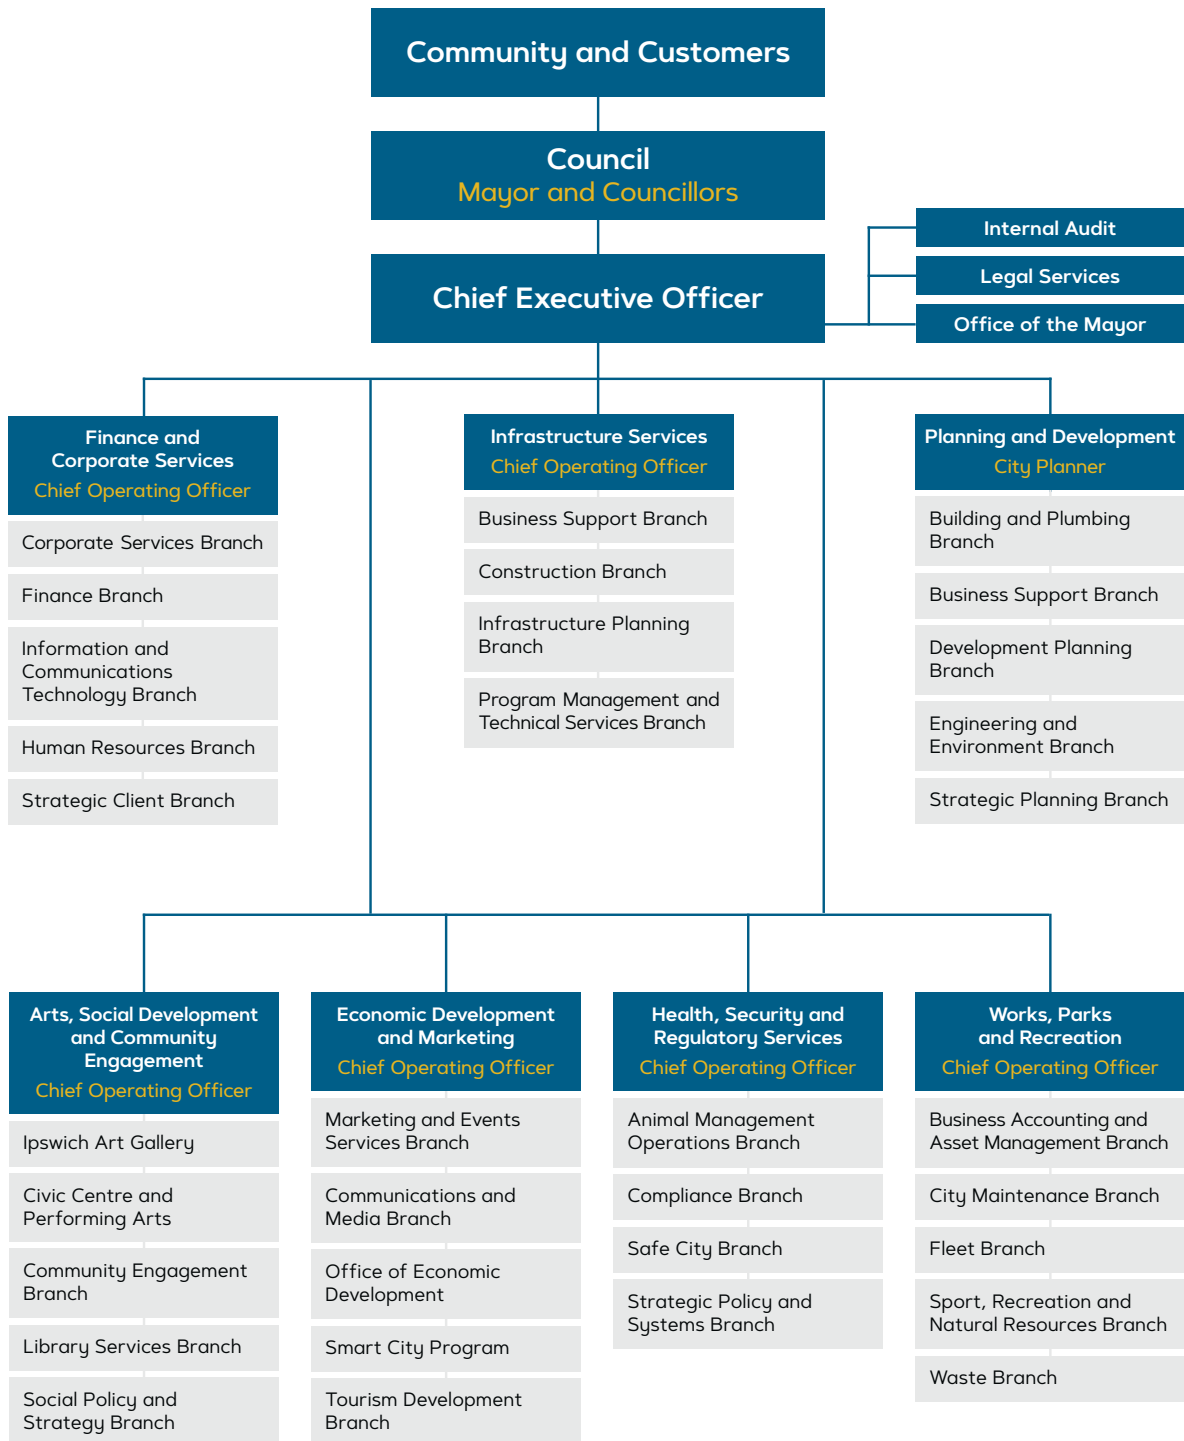 Community and Customers
Council
Mayor and Councillors
Chief Executive Officer
Internal Audit
Legal Services
Office of the Mayor
Finance and
Corporate Services
Chief Operating Officer
Corporate Services Branch
Finance Branch
Information and
Communications
Technology Branch
Human Resources Branch
Strategic Client Branch
Infrastructure Services
Chief Operating Officer
Business Support Branch
Construction Branch
Infrastructure Planning
Branch
Program Management and
Technical Services Branch
Planning and Development
City Planner
Building and Plumbing
Branch
Business Support Branch
Development Planning
Branch
Engineering and
Environment Branch
Strategic Planning Branch
Arts, Social Development
and Community
Engagement
Chief Operating Officer
Ipswich Art Gallery
Civic Centre and
Performing Arts
Community Engagement
Branch
Library Services Branch
Social Policy and
Strategy Branch
Economic Development
and Marketing
Chief Operating Officer
Marketing and Events
Services Branch
Communications and
Media Branch
Office of Economic
Development
Smart City Program
Tourism Development
Branch
Health, Security and
Regulatory Services
Chief Operating Officer
Animal Management
Operations Branch
Compliance Branch
Safe City Branch
Strategic Policy and
Systems Branch
Works, Parks
and Recreation
Chief Operating Officer
Business Accounting and
Asset Management Branch
City Maintenance Branch
Fleet Branch
Sport, Recreation and
Natural Resources Branch
Waste Branch